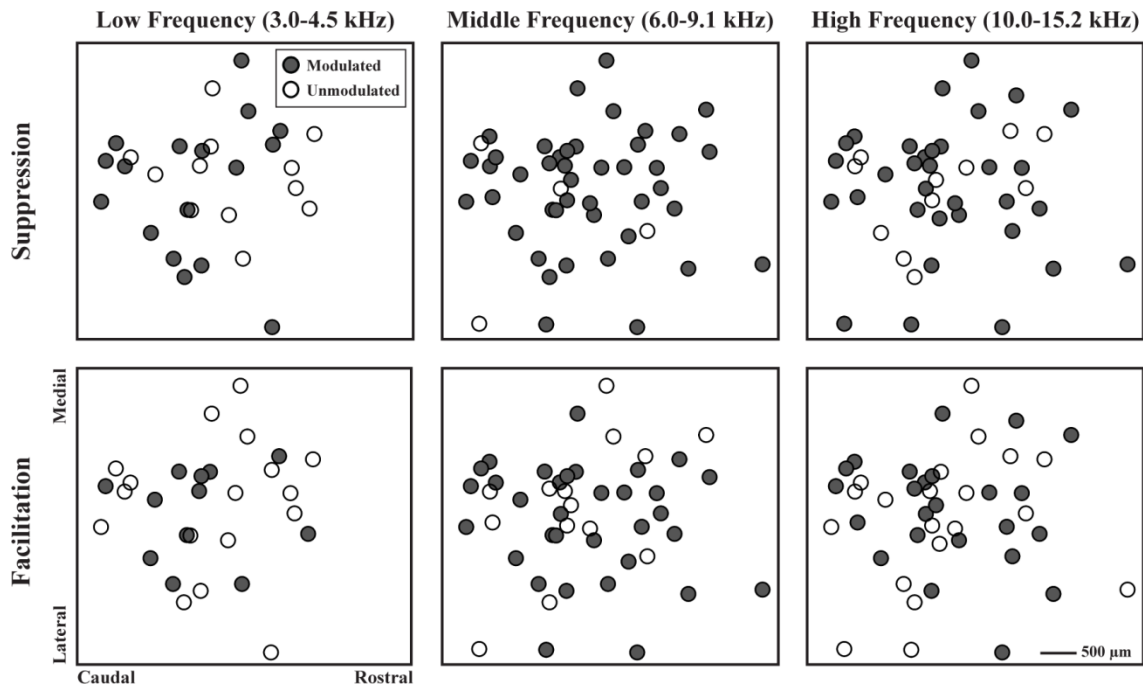 Low Frequency (3.0-4.5 kHz)
Middle Frequency (6.0-9.1 kHz)
High Frequency (10.0-15.2 kHz)
Suppression
Modulated
Unmodulated
Facilitation
Medial
Lateral
Caudal
Rostral
500 µm